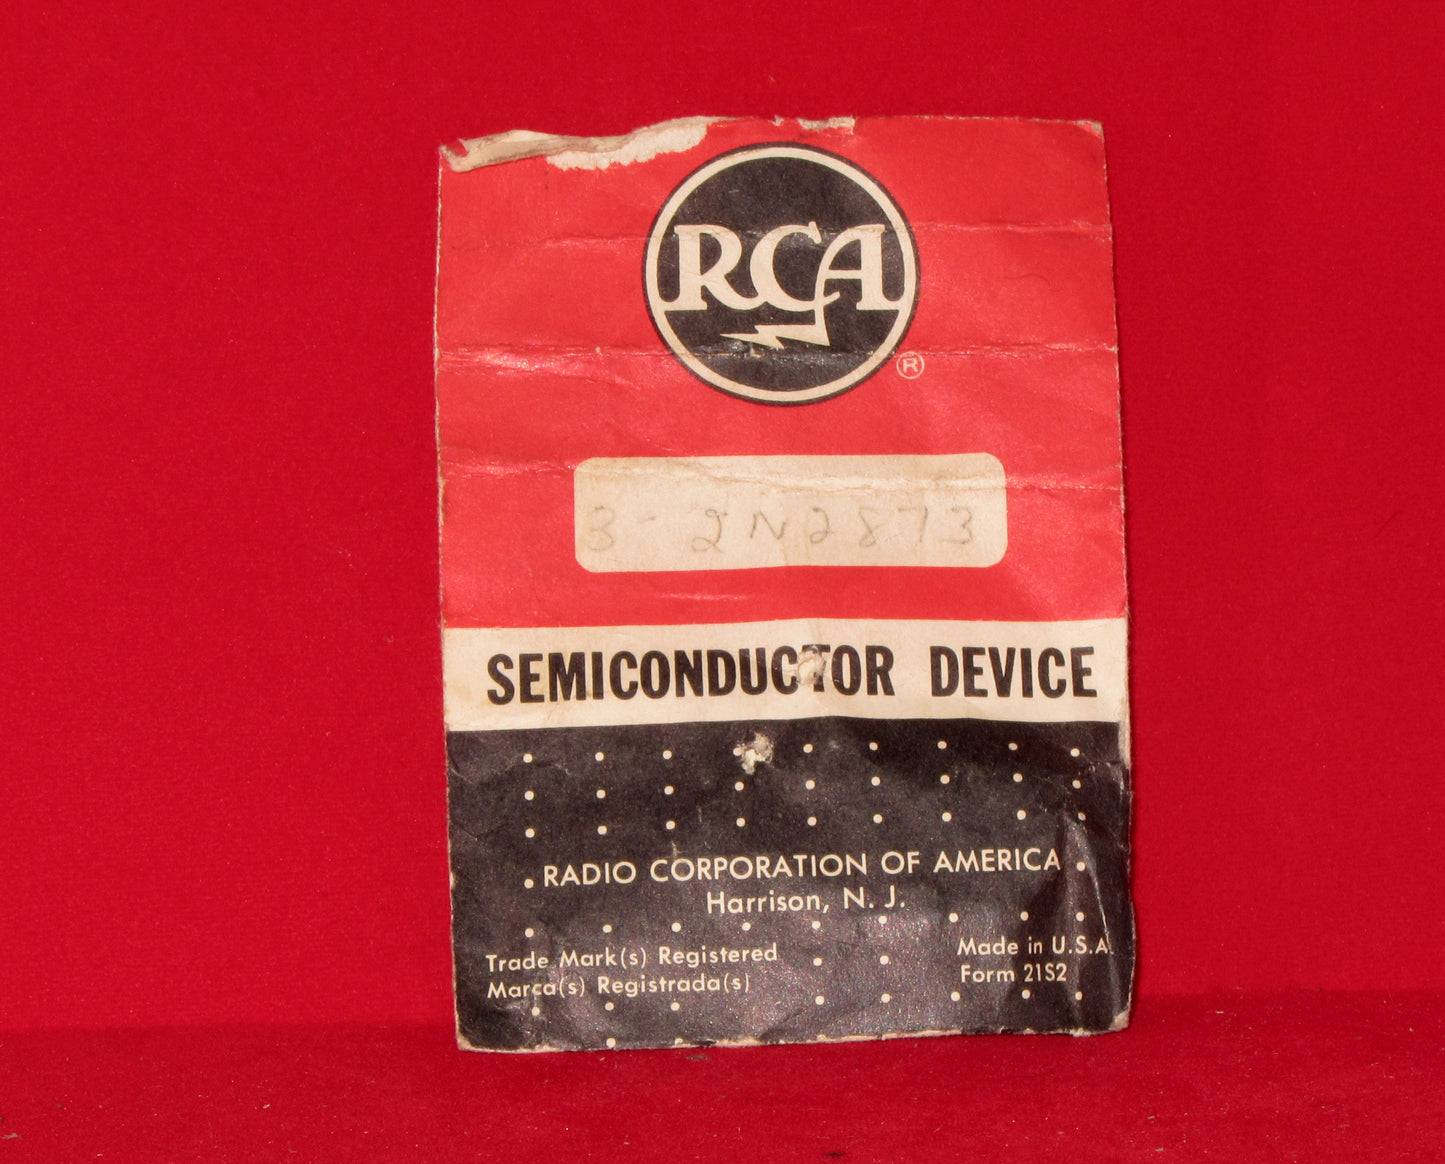 RCA
®
3 - 2N2873
SEMICONDUCTOR DEVICE
RADIO CORPORATION OF AMERICA
Harrison, N. J.
Trade Mark(s) Registered
Marca(s) Registrada(s)
Made in U.S.A.
Form 21S2